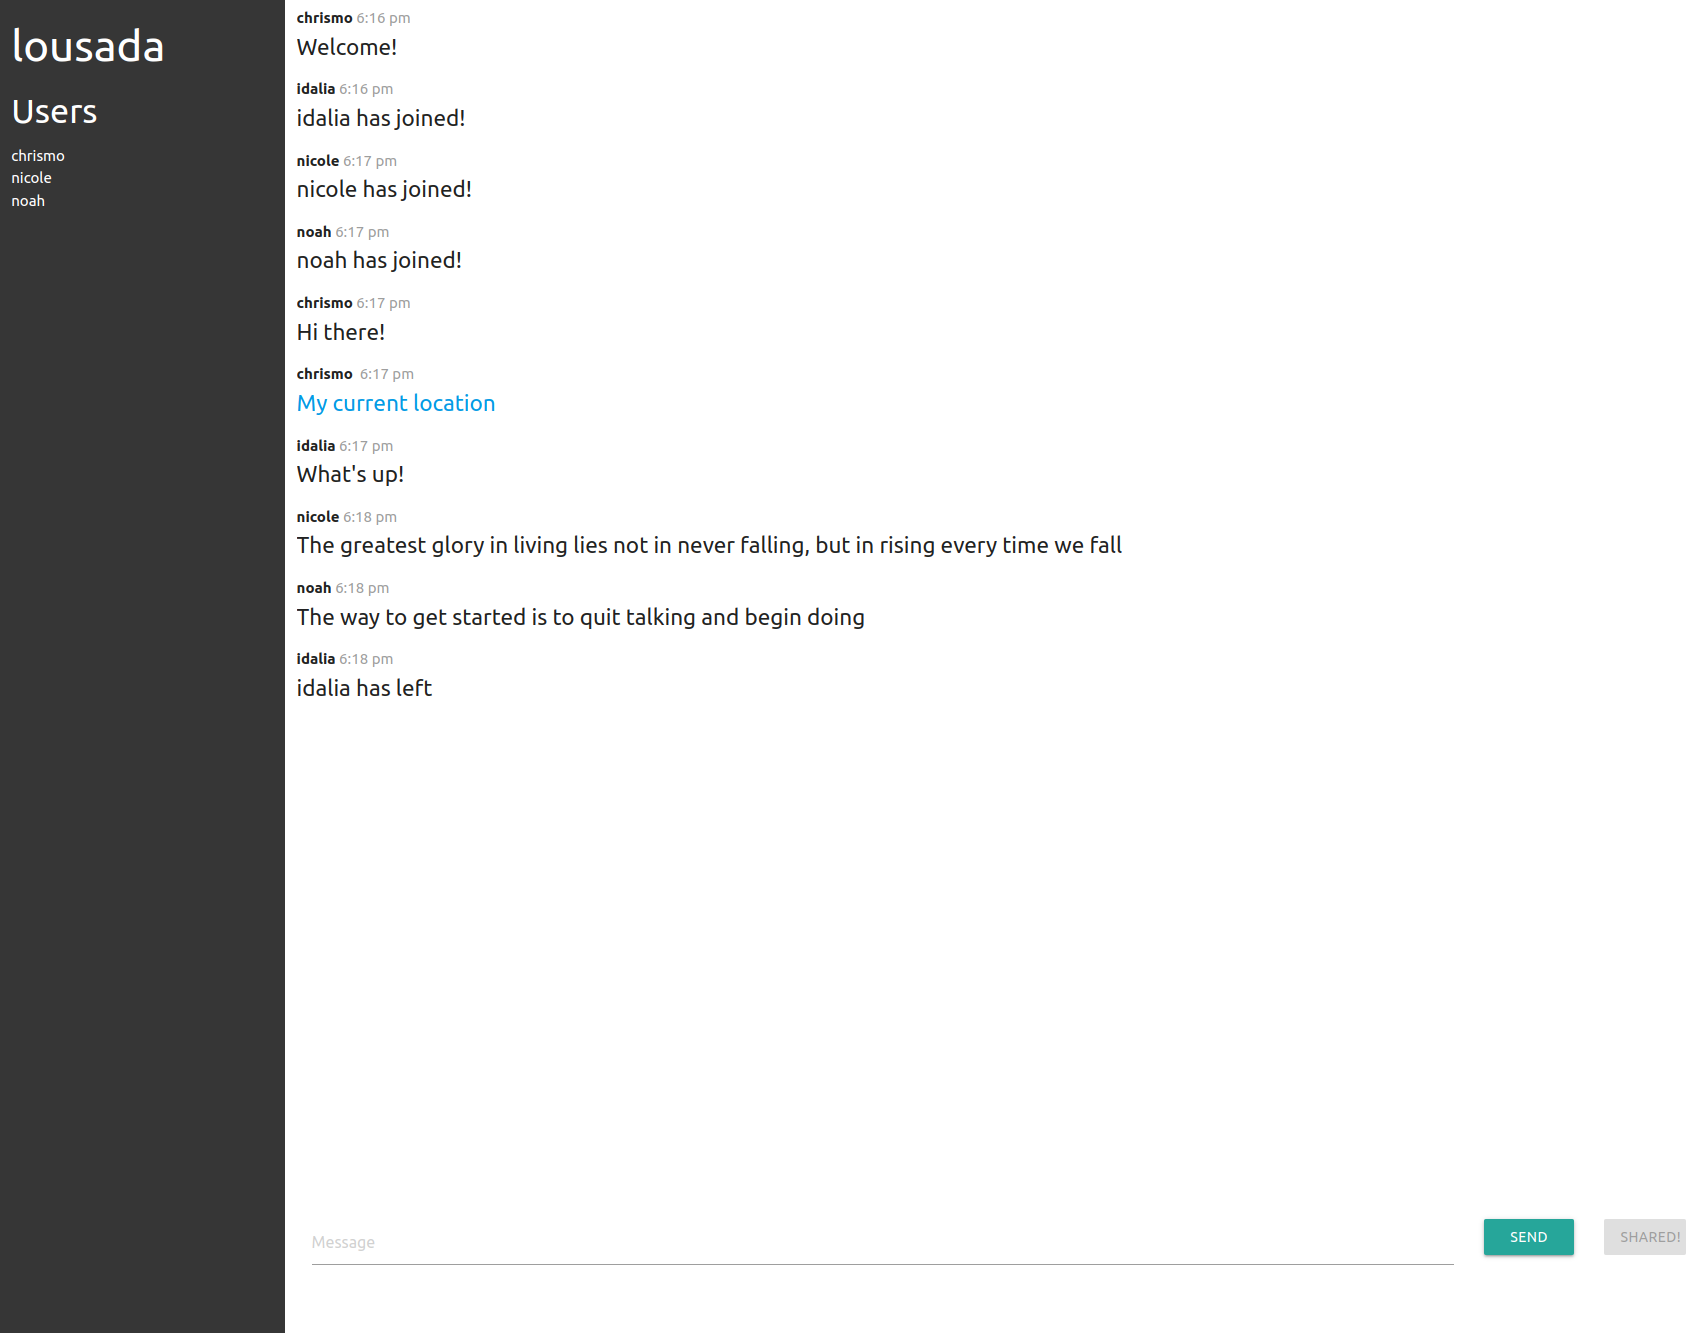 lousada
Users
chrismo
nicole
noah
chrismo 6:16 pm
Welcome!
idalia 6:16 pm
idalia has joined!
nicole 6:17 pm
nicole has joined!
noah 6:17 pm
noah has joined!
chrismo 6:17 pm
Hi there!
chrismo 6:17 pm
My current location
idalia 6:17 pm
What's up!
nicole 6:18 pm
The greatest glory in living lies not in never falling, but in rising every time we fall
noah 6:18 pm
The way to get started is to quit talking and begin doing
idalia 6:18 pm
idalia has left
Message
SEND
SHARED!